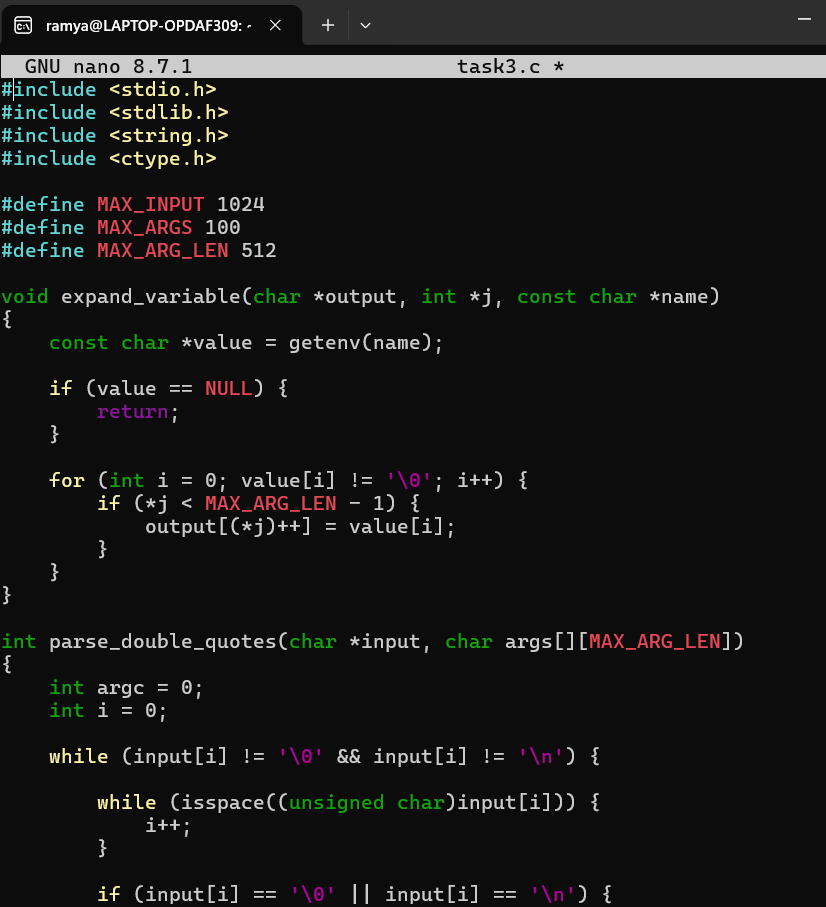 ramya@LAPTOP-OPDAF309: ~
GNU nano 8.7.1 task3.c *
#include <stdio.h>
#include <stdlib.h>
#include <string.h>
#include <ctype.h>

#define MAX_INPUT 1024
#define MAX_ARGS 100
#define MAX_ARG_LEN 512

void expand_variable(char *output, int *j, const char *name)
{
    const char *value = getenv(name);

    if (value == NULL) {
        return;
    }

    for (int i = 0; value[i] != '\0'; i++) {
        if (*j < MAX_ARG_LEN - 1) {
            output[(*j)++] = value[i];
        }
    }
}

int parse_double_quotes(char *input, char args[][MAX_ARG_LEN])
{
    int argc = 0;
    int i = 0;

    while (input[i] != '\0' && input[i] != '\n') {

        while (isspace((unsigned char)input[i])) {
            i++;
        }

        if (input[i] == '\0' || input[i] == '\n') {